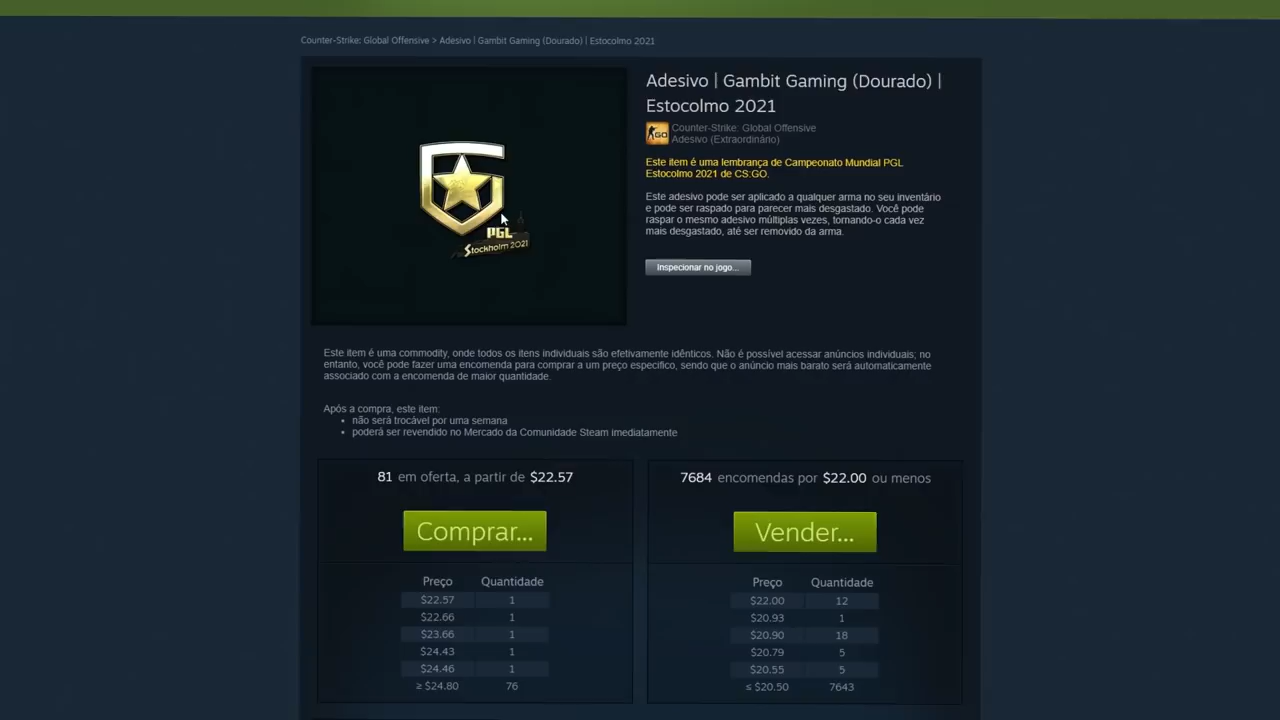 Counter-Strike: Global Offensive > Adesivo | Gambit Gaming (Dourado) | Estocolmo 2021
Adesivo | Gambit Gaming (Dourado) |
Estocolmo 2021
GO
Counter-Strike: Global Offensive
Adesivo (Extraordinário)
Este item é uma lembrança de Campeonato Mundial PGL
Estocolmo 2021 de CS:GO.
Este adesivo pode ser aplicado a qualquer arma no seu inventário
e pode ser raspado para parecer mais desgastado. Você pode
raspar o mesmo adesivo múltiplas vezes, tornando-o cada vez
mais desgastado, até ser removido da arma.
PGL
Stockholm 2021
Inspecionar no jogo...
Este item é uma commodity, onde todos os itens individuais são efetivamente idênticos. Não é possível acessar anúncios individuais; no
entanto, você pode fazer uma encomenda para comprar a um preço específico, sendo que o anúncio mais barato será automaticamente
associado com a encomenda de maior quantidade.
Após a compra, este item:
• não será trocável por uma semana
• poderá ser revendido no Mercado da Comunidade Steam imediatamente
81 em oferta, a partir de $22.57
Comprar...
Preço Quantidade
$22.57 1
$22.66 1
$23.66 1
$24.43 1
$24.46 1
≥ $24.80 76
7684 encomendas por $22.00 ou menos
Vender...
Preço Quantidade
$22.00 12
$20.93 1
$20.90 18
$20.79 5
$20.55 5
≤ $20.50 7643